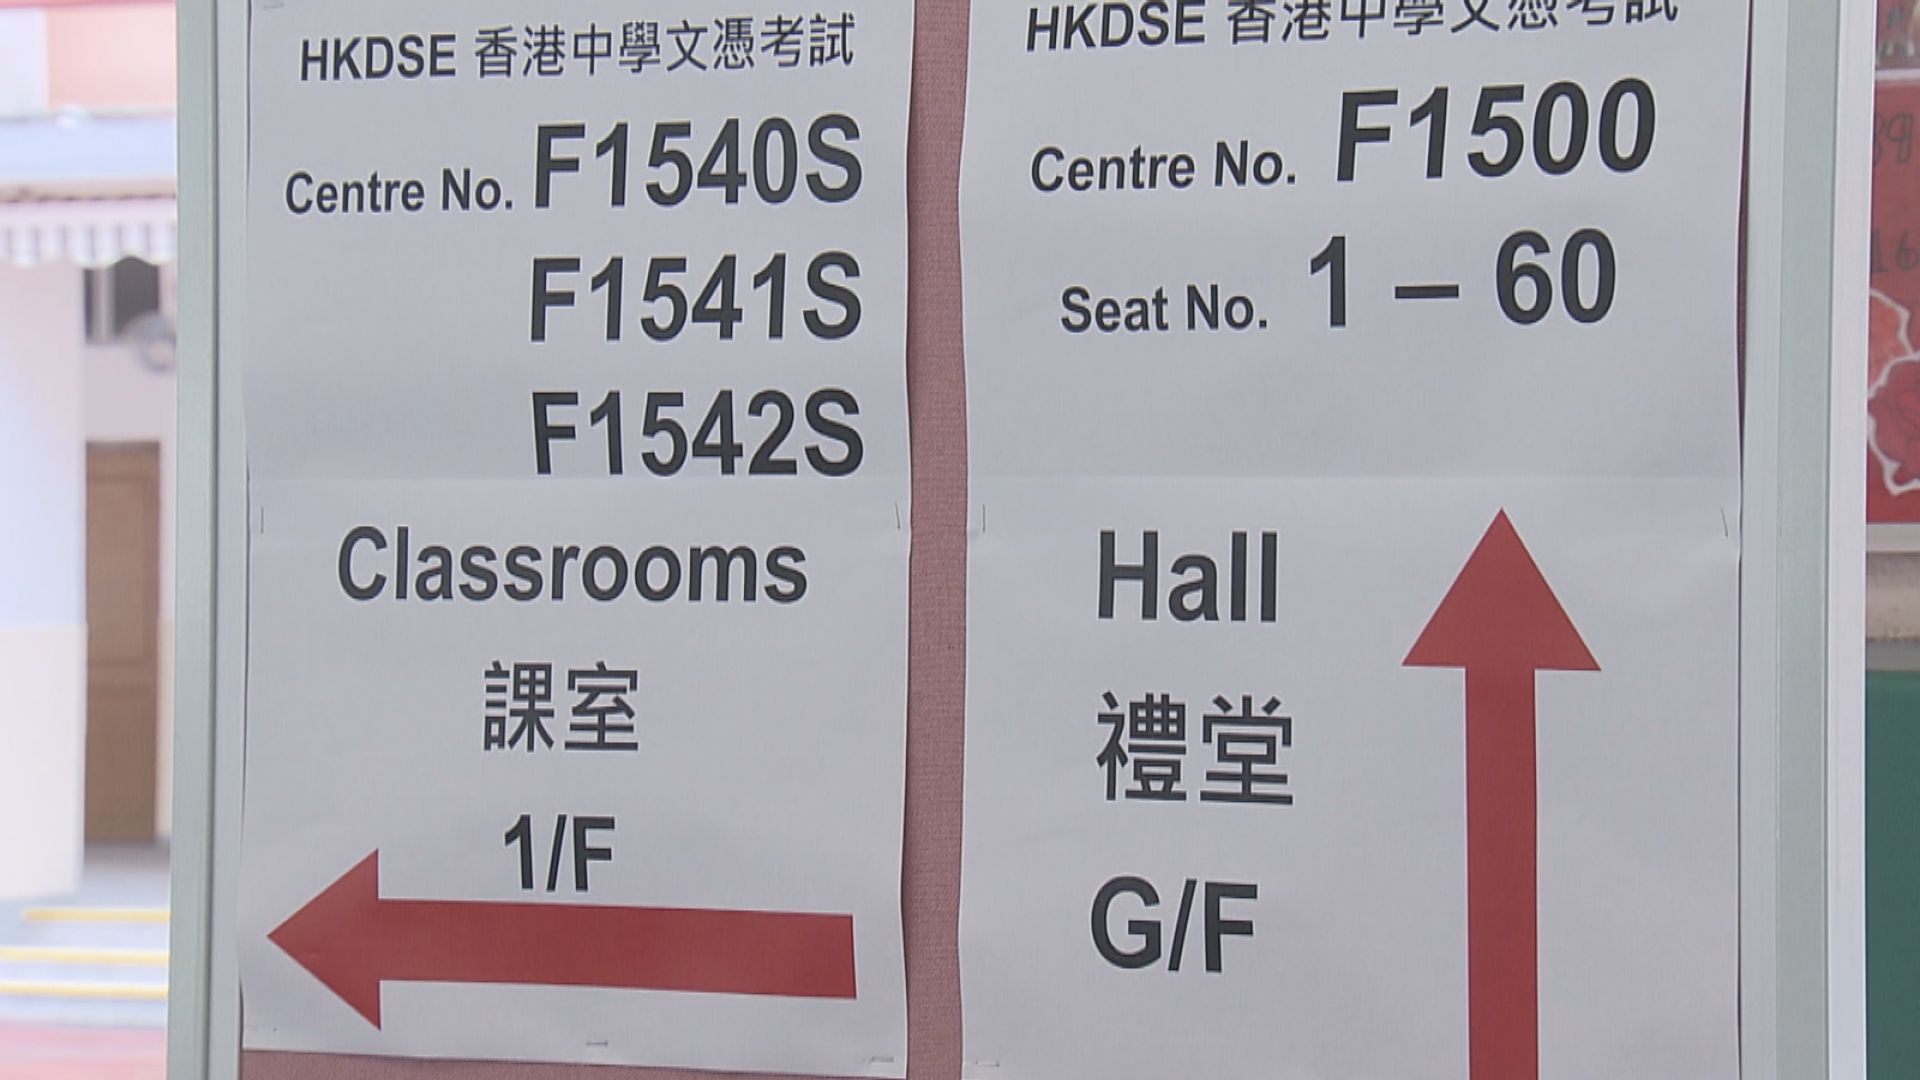 HKDSE 香港中學文憑考試
Centre No. F1540S
F1541S
F1542S
Classrooms
課室
1/F
HKDSE 香港中學文憑考試
Centre No. F1500
Seat No. 1 – 60
Hall
禮堂
G/F